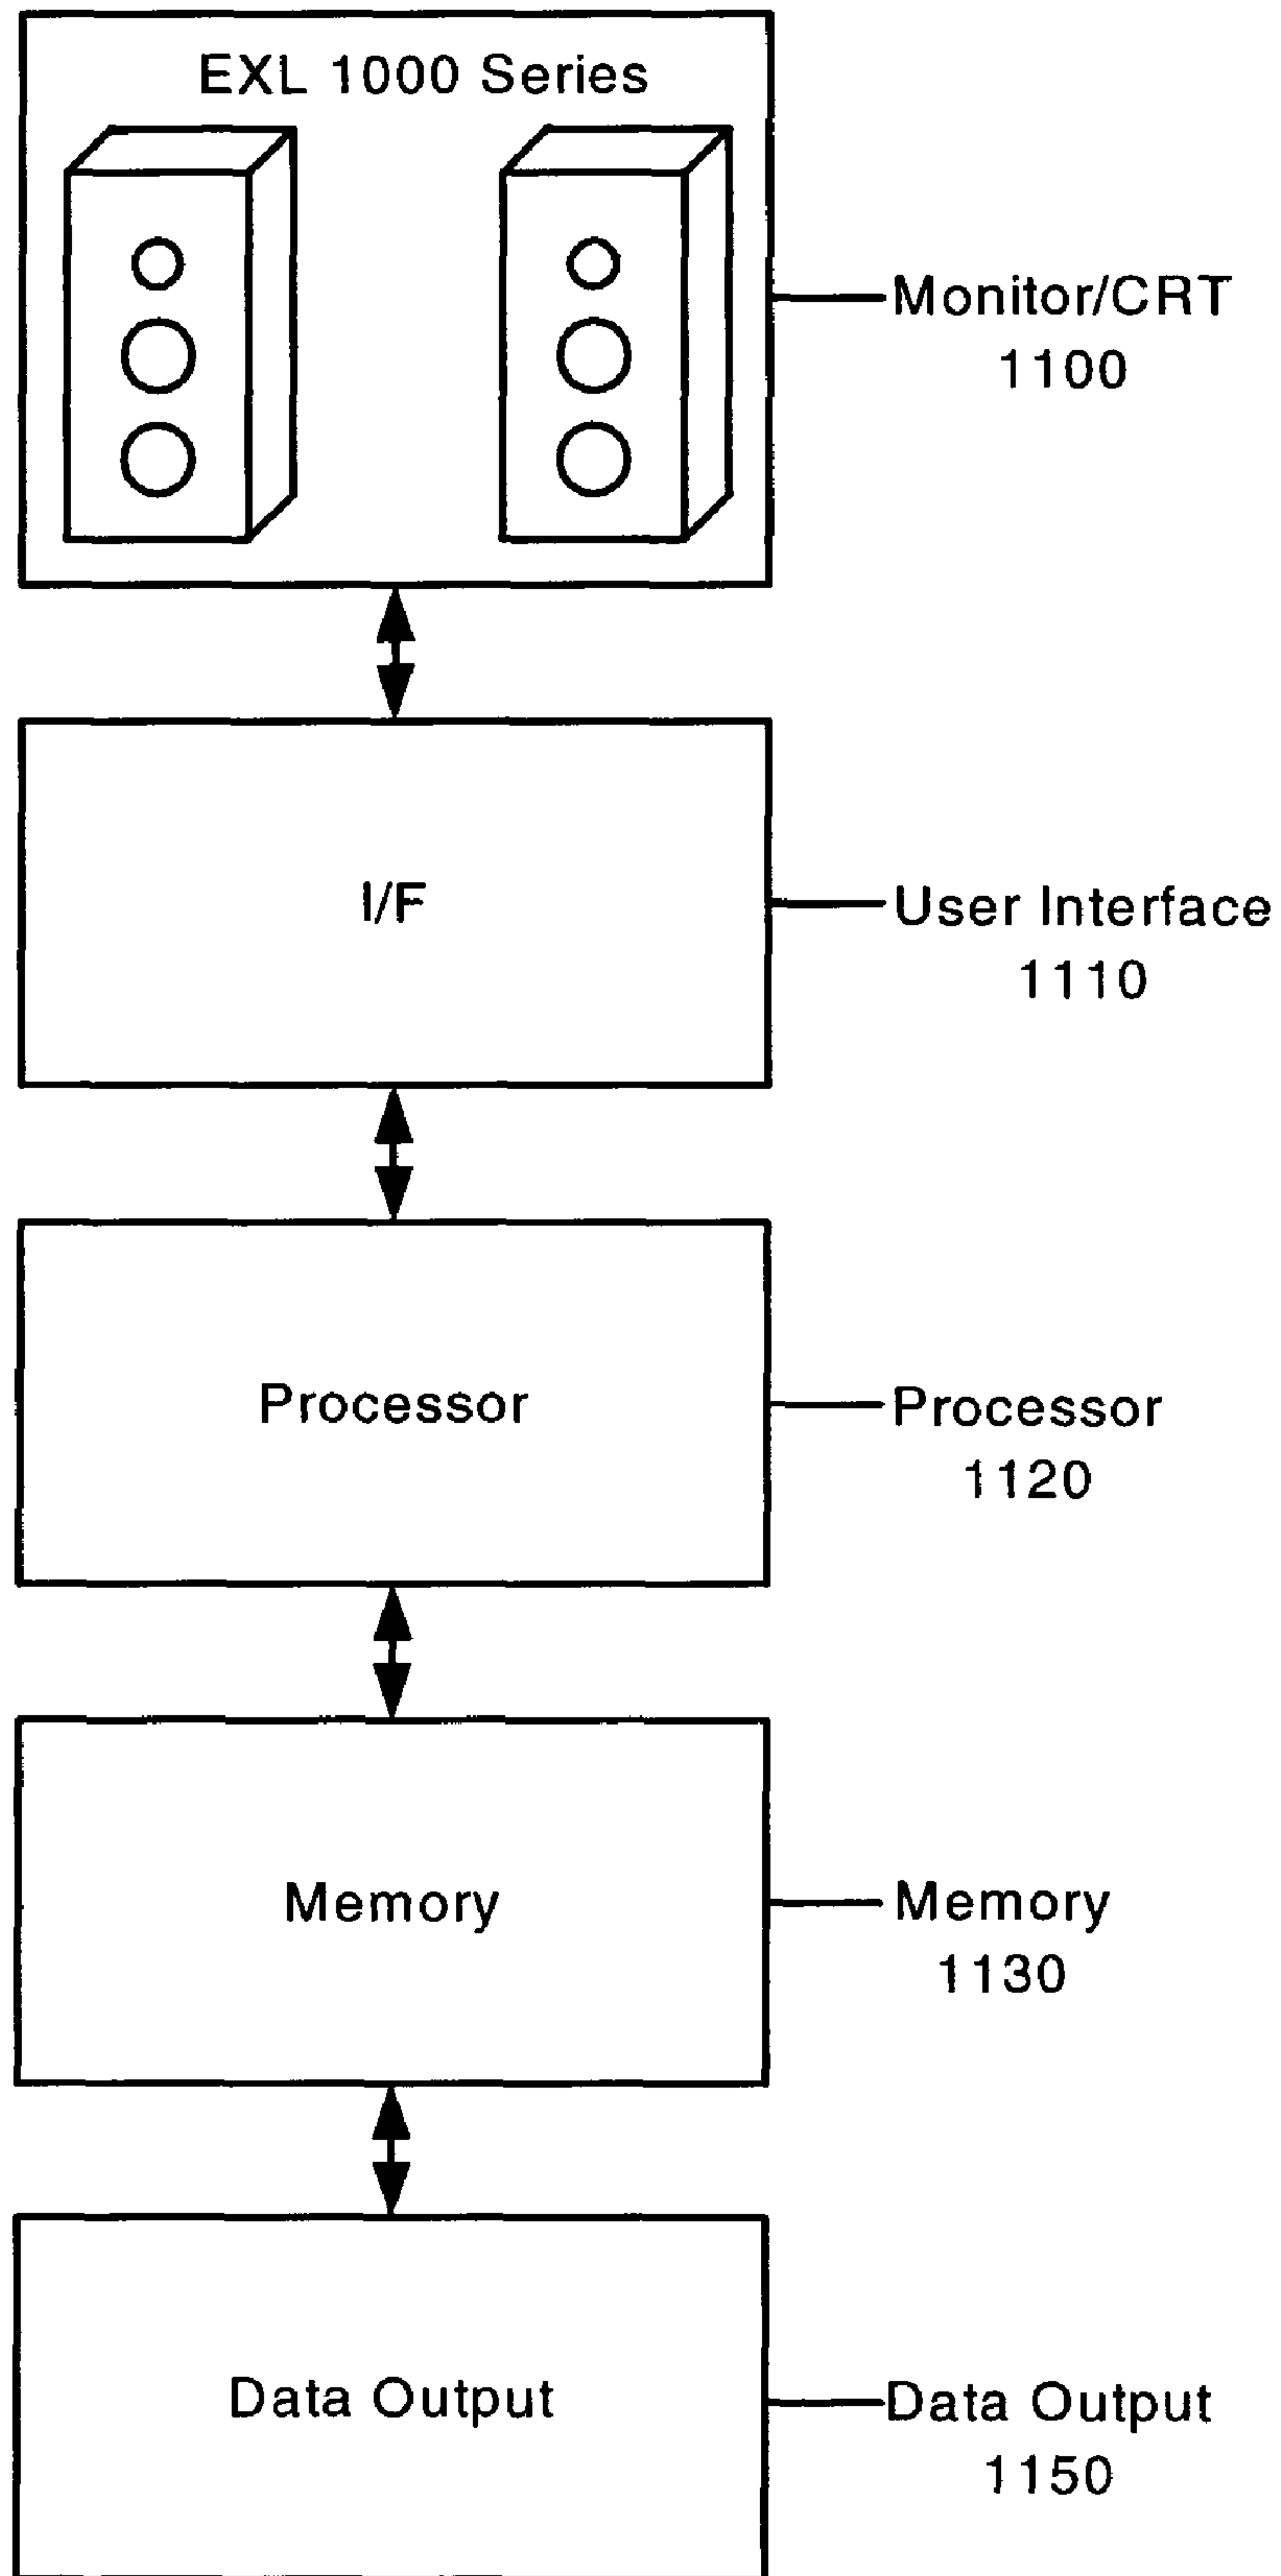 EXL 1000 Series
Monitor/CRT
1100
I/F
User Interface
1110
Processor
Processor
1120
Memory
Memory
1130
Data Output
Data Output
1150